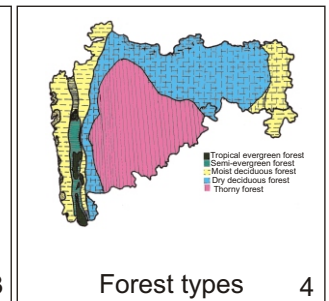 Tropical evergreen forest
Semi-evergreen forest
Moist deciduous forest
Dry deciduous forest
Thorny forest
Forest types 4